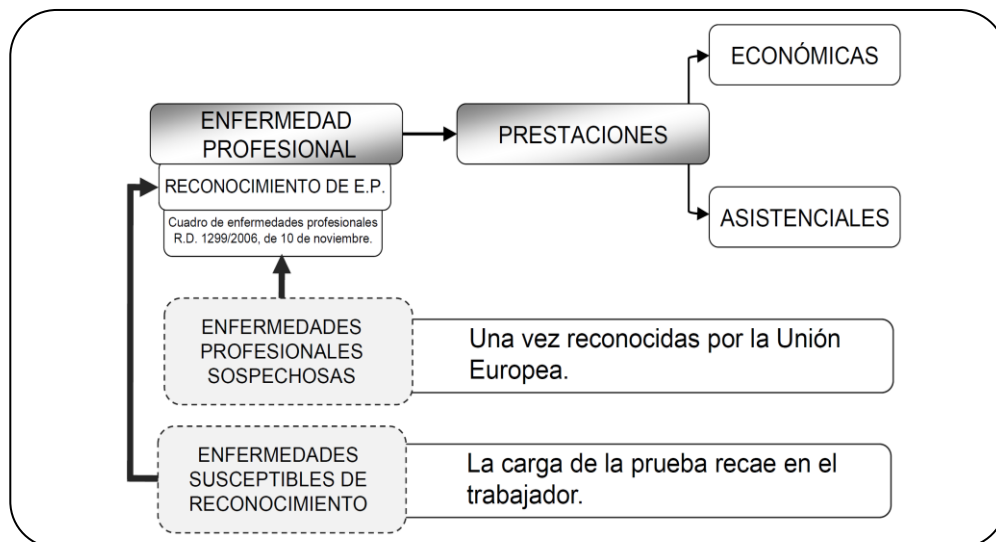 ECONÓMICAS
ENFERMEDAD
PROFESIONAL
PRESTACIONES
RECONOCIMIENTO DE E.P.
Cuadro de enfermedades profesionales
R.D. 1299/2006, de 10 de noviembre.
ASISTENCIALES
ENFERMEDADES
PROFESIONALES
SOSPECHOSAS
Una vez reconocidas por la Unión
Europea.
ENFERMEDADES
SUSCEPTIBLES DE
RECONOCIMIENTO
La carga de la prueba recae en el
trabajador.